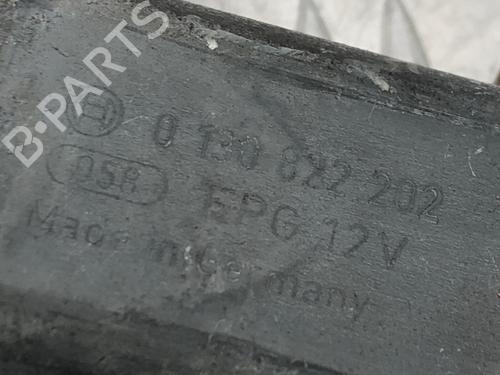 B-PARTS
0 130 822 202
058 EPG 12V
Made in Germany